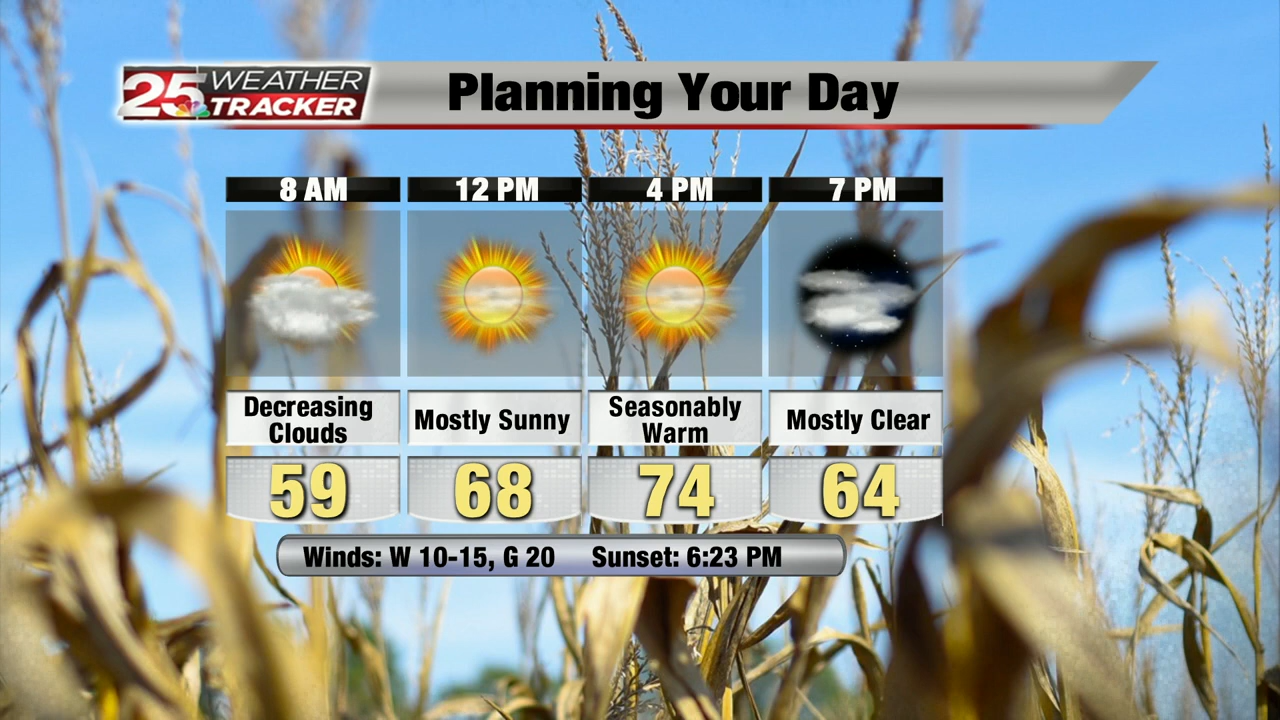 25 WEATHER TRACKER
Planning Your Day
8 AM
12 PM
4 PM
7 PM
Decreasing
Clouds
Mostly Sunny
Seasonably
Warm
Mostly Clear
59
68
74
64
Winds: W 10-15, G 20 Sunset: 6:23 PM